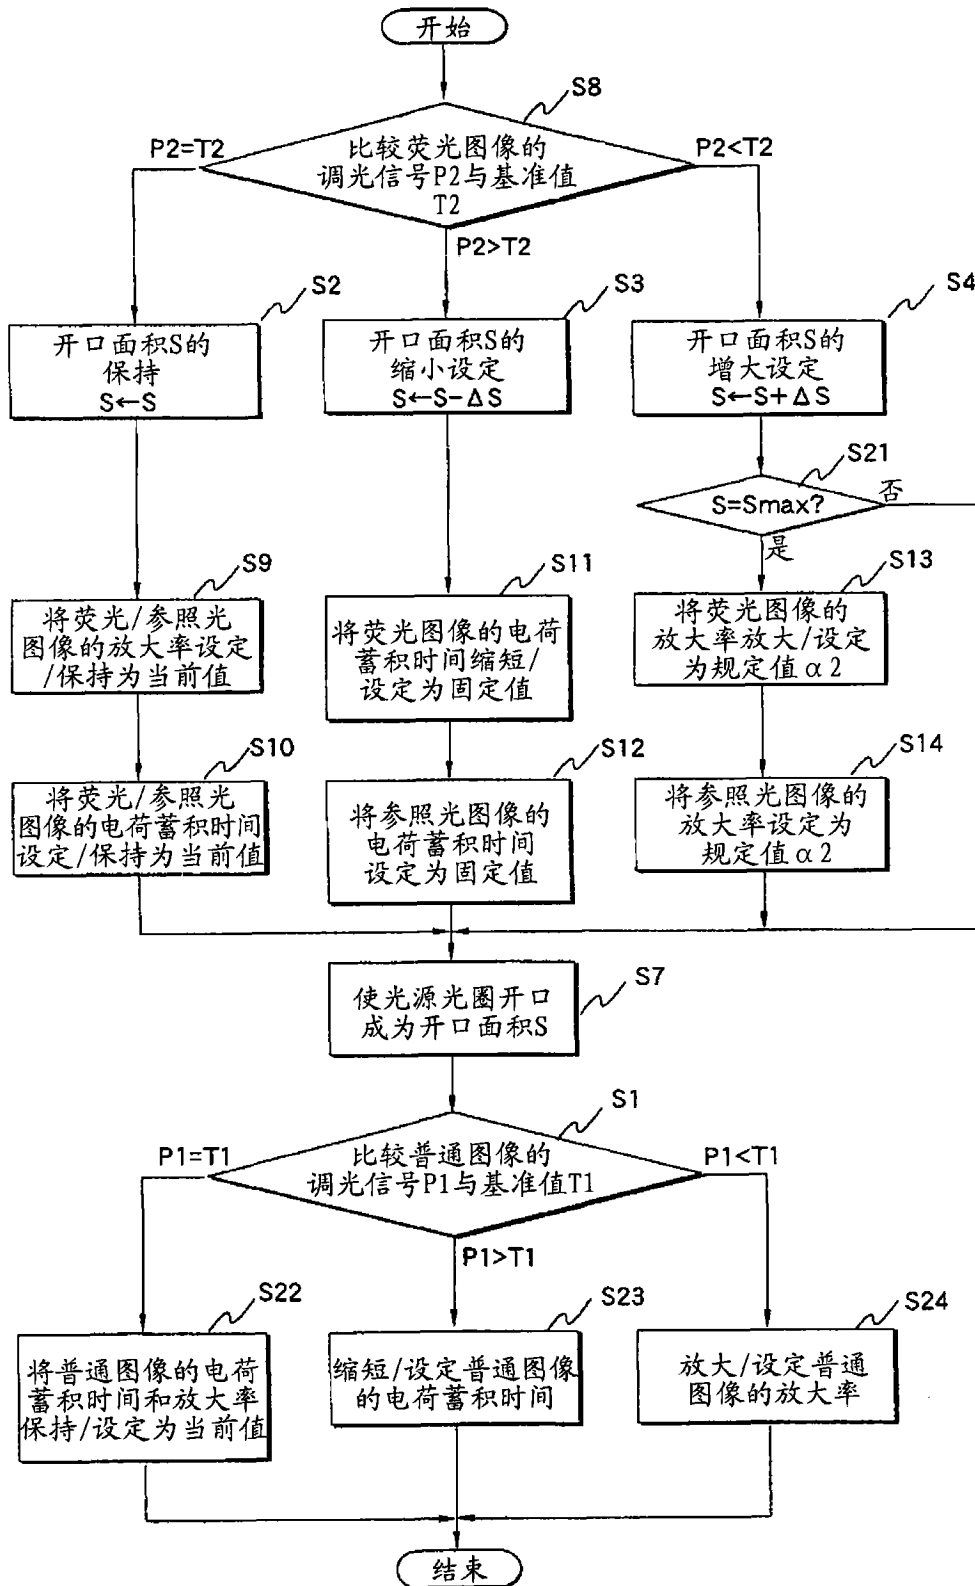 开始
S8
比较荧光图像的
调光信号P2与基准值
T2
P2=T2
P2<T2
P2>T2
S2
开口面积S的
保持
S←S
S3
开口面积S的
缩小设定
S←S-ΔS
S4
开口面积S的
增大设定
S←S+ΔS
S21
S=Smax?
否
是
S9
将荧光/参照光
图像的放大率设定
/保持为当前值
S11
将荧光图像的电荷
蓄积时间缩短/
设定为固定值
S13
将荧光图像的
放大率放大/设定
为规定值α2
S10
将荧光/参照光
图像的电荷蓄积时间
设定/保持为当前值
S12
将参照光图像的
电荷蓄积时间
设定为固定值
S14
将参照光图像的
放大率设定为
规定值α2
S7
使光源光圈开口
成为开口面积S
S1
比较普通图像的
调光信号P1与基准值T1
P1=T1
P1<T1
P1>T1
S22
将普通图像的电荷
蓄积时间和放大率
保持/设定为当前值
S23
缩短/设定普通图像
的电荷蓄积时间
S24
放大/设定普通
图像的放大率
结束